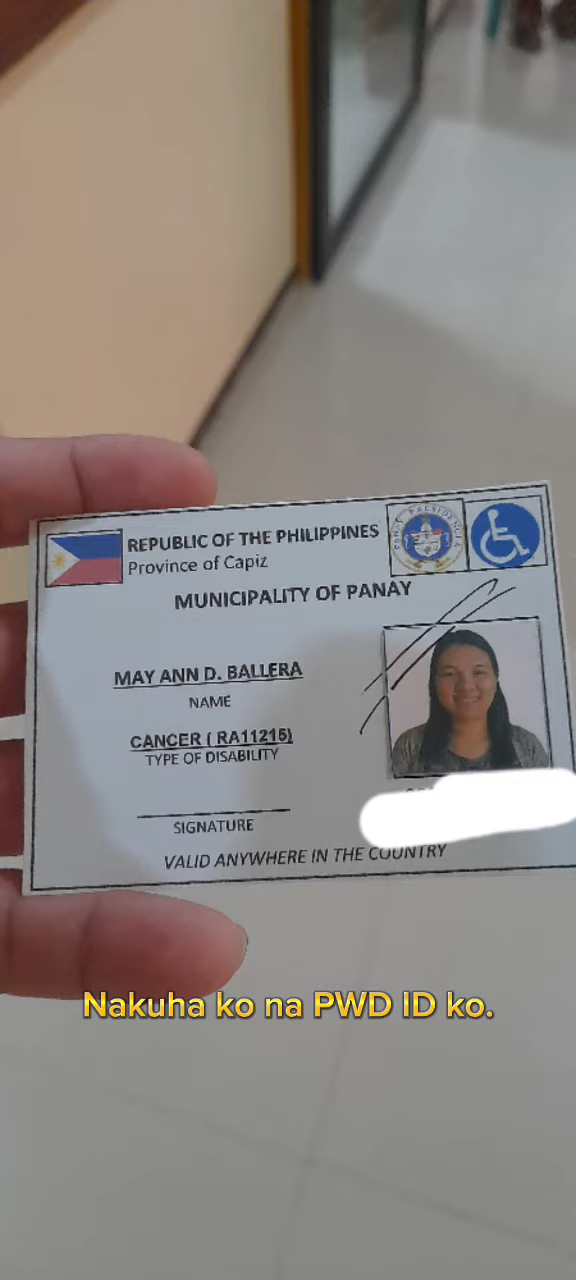 REPUBLIC OF THE PHILIPPINES
Province of Capiz
MUNICIPALITY OF PANAY
MAY ANN D. BALLERA
NAME
CANCER ( RA11215)
TYPE OF DISABILITY
SIGNATURE
VALID ANYWHERE IN THE COUNTRY
Nakuha ko na PWD ID ko.